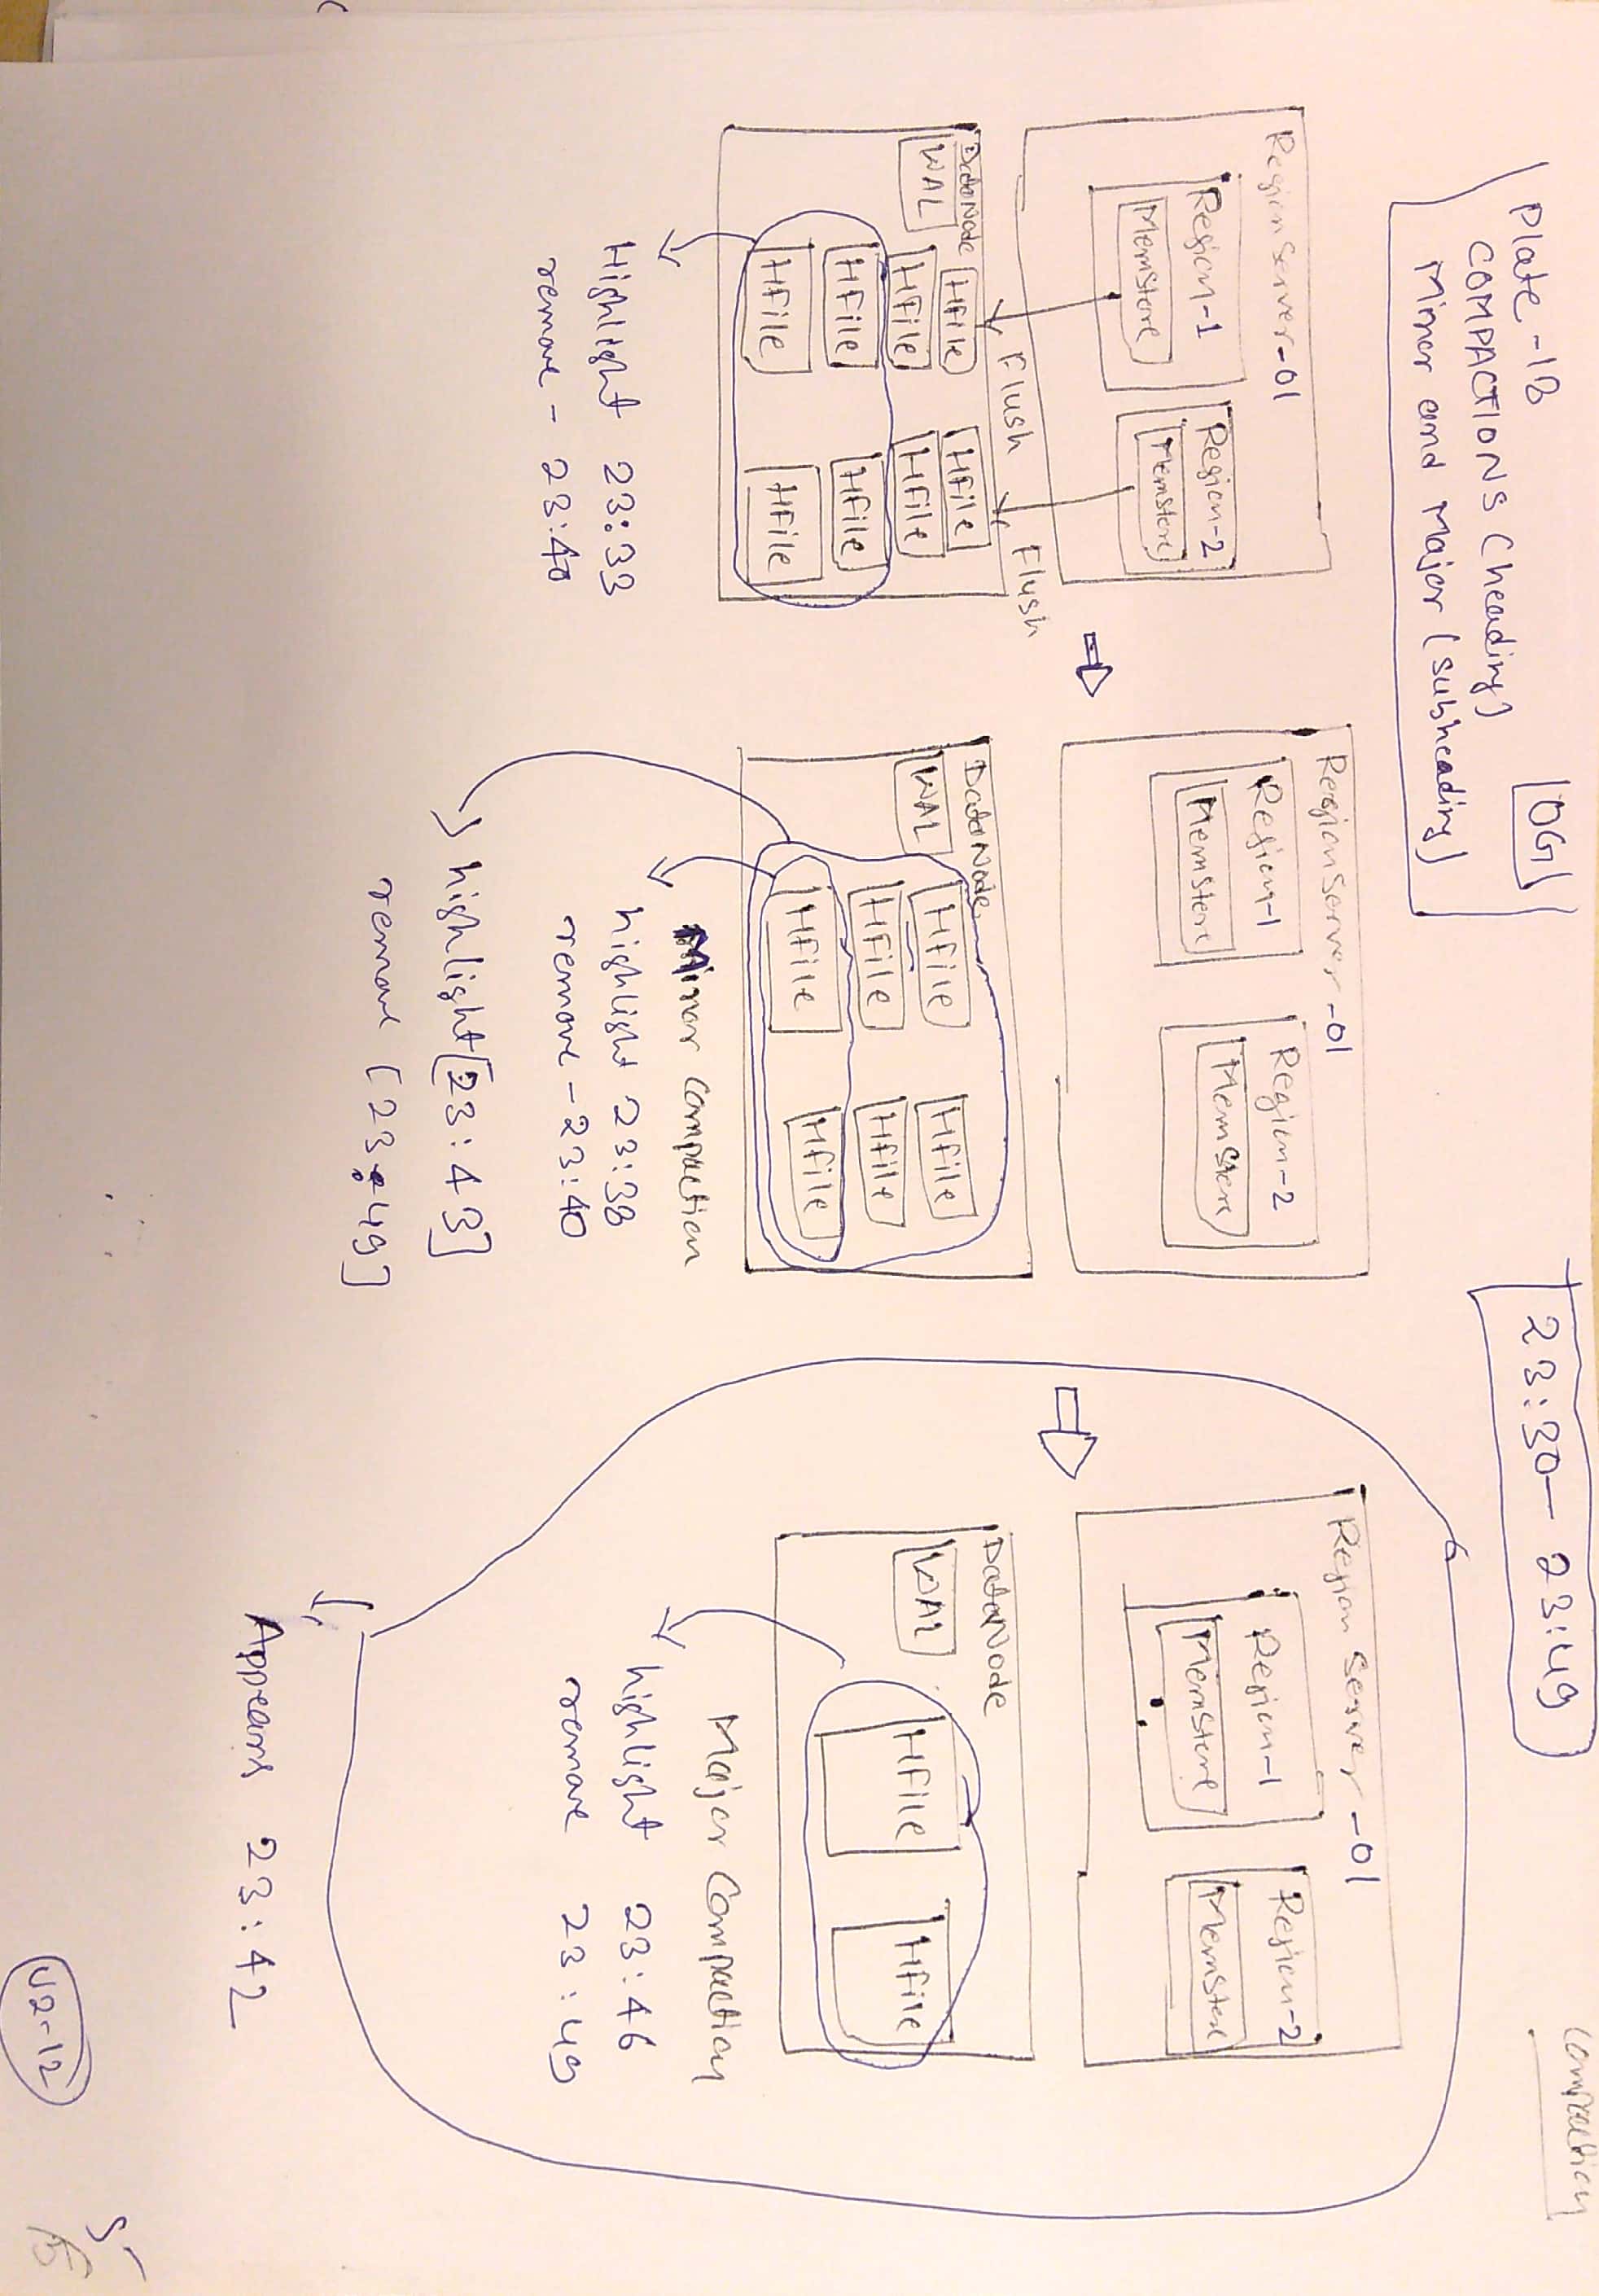 Plate-1B
OG
COMPACTIONS (heading)
Minor and Major (subheading)
23:30- 23:49
Compaction
RegionServer-01
Region-1
MemStore
Region-2
MemStore
Flush
Flush
DataNode
WAL
HFile
HFile
HFile
HFile
HFile
HFile
HFile
HFile
Highlight 23:33
remove - 23:40
RegionServer-01
Region-1
MemStore
Region-2
MemStore
DataNode
WAL
HFile
HFile
HFile
HFile
HFile
HFile
Minor Compaction
highlight 23:38
remove - 23:40
highlight [23:43]
remove [23:49]
Region Server -01
Region-1
MemStore
Region-2
MemStore
DataNode
WAL
HFile
HFile
Major Compaction
highlight 23:46
remove 23:49
Appears 23:42
5